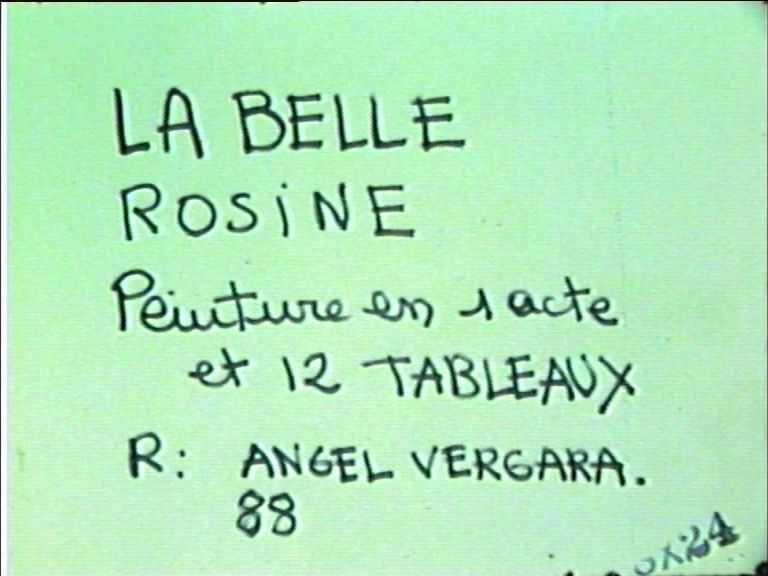 LA BELLE
ROSINE
Peinture en 1 acte
et 12 TABLEAUX
R: ANGEL VERGARA.
88